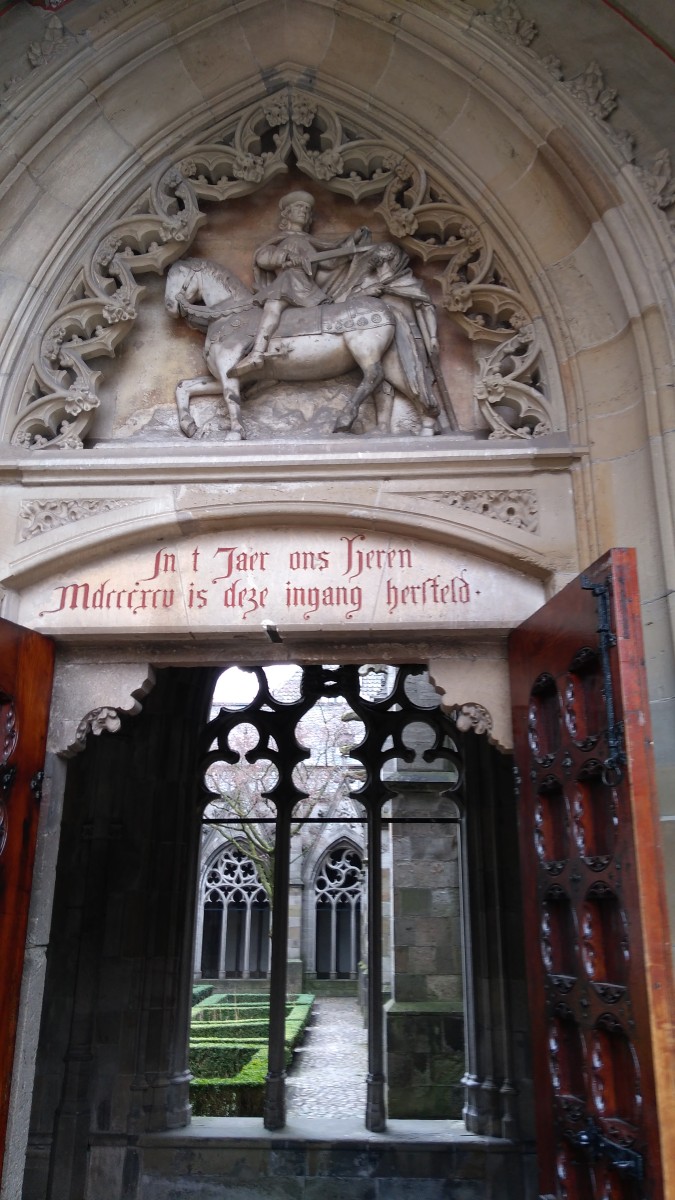 In t Jaer ons Heren
Mdcccxcv is deze ingang hersteld.